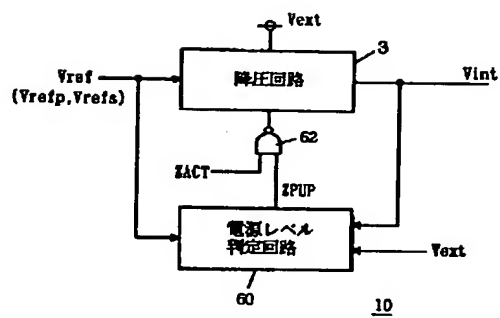 Vext
3
Vref
(Vrefp,Vrefs)
降圧回路
Vint
62
ZACT
ZPUP
電源レベル
判定回路
Vext
60
10